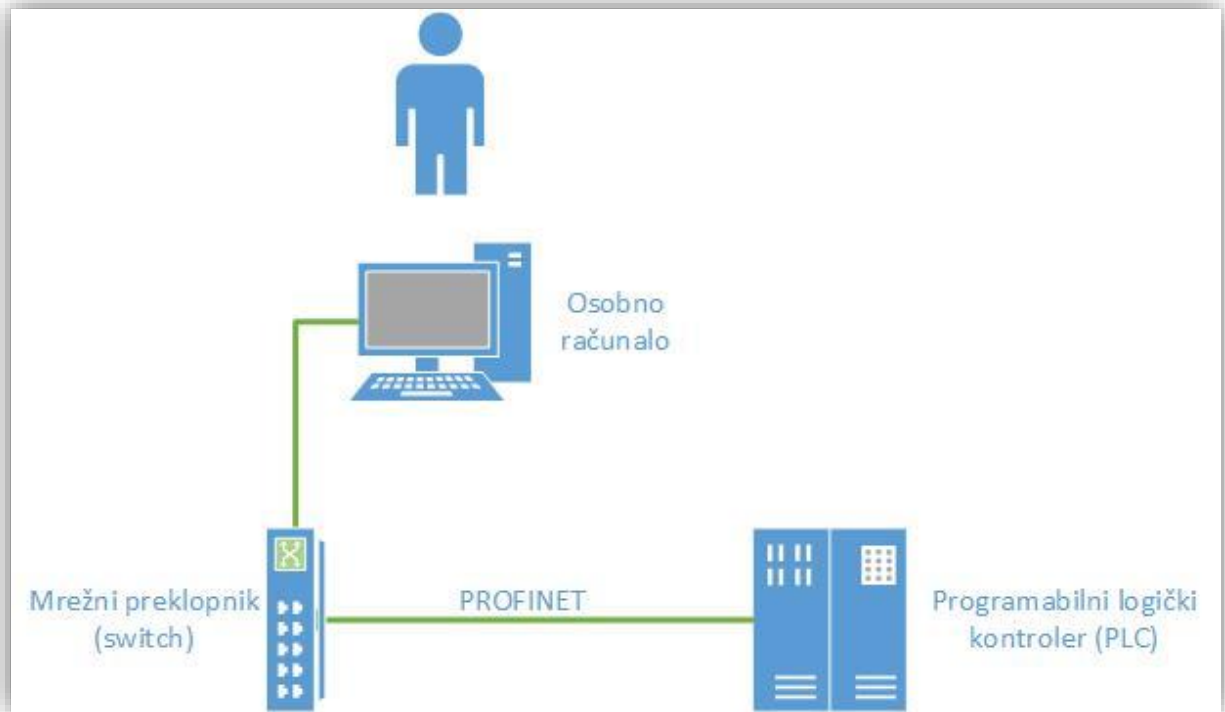 Osobno
računalo
Mrežni preklopnik
(switch)
PROFINET
Programabilni logički
kontroler (PLC)